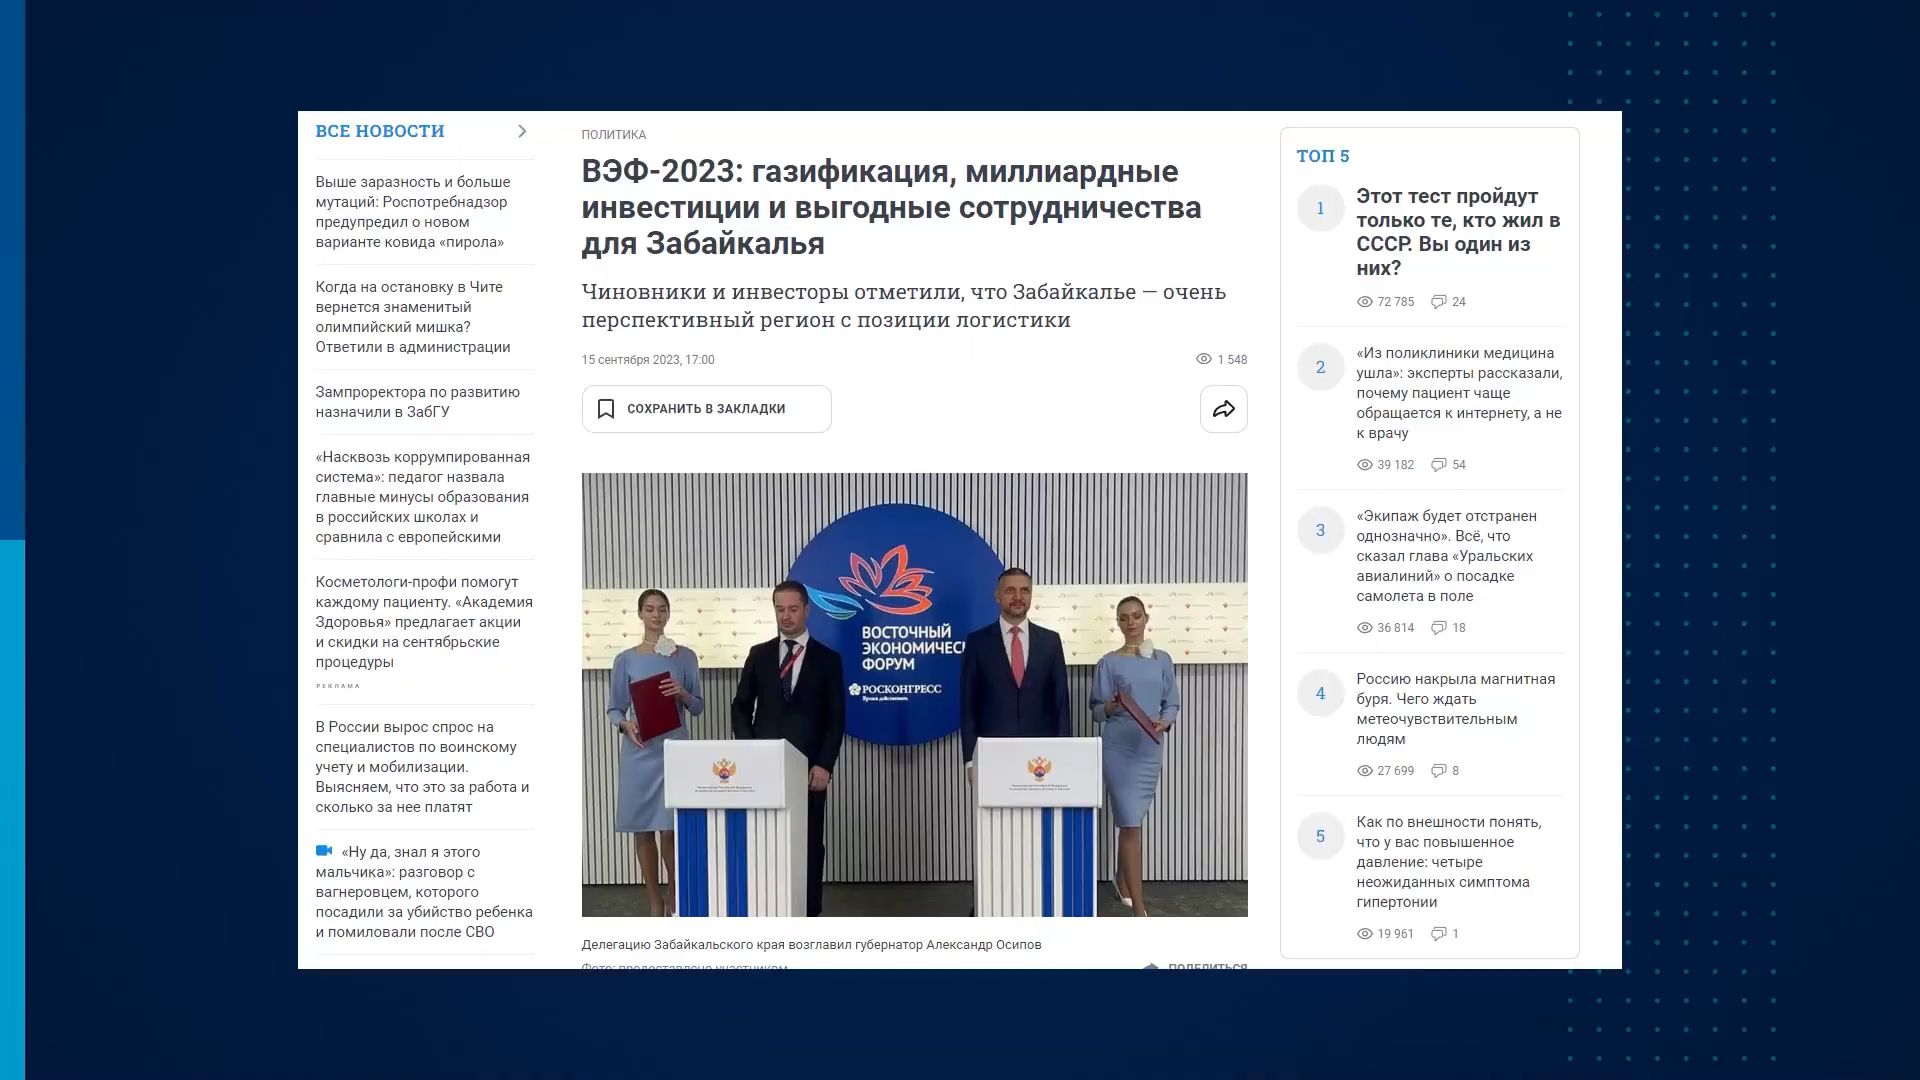 ВСЕ НОВОСТИ
Выше заразность и больше
мутаций: Роспотребнадзор
предупредил о новом
варианте ковида «пирола»
Когда на остановку в Чите
вернется знаменитый
олимпийский мишка?
Ответили в администрации
Зампроректора по развитию
назначили в ЗабГУ
«Насквозь коррумпированная
система»: педагог назвала
главные минусы образования
в российских школах и
сравнила с европейскими
Косметологи-профи помогут
каждому пациенту. «Академия
Здоровья» предлагает акции
и скидки на сентябрьские
процедуры
РЕКЛАМА
В России вырос спрос на
специалистов по воинскому
учету и мобилизации.
Выясняем, что это за работа и
сколько за нее платят
«Ну да, знал я этого
мальчика»: разговор с
вагнеровцем, которого
посадили за убийство ребенка
и помиловали после СВО
ПОЛИТИКА
ВЭФ-2023: газификация, миллиардные
инвестиции и выгодные сотрудничества
для Забайкалья
Чиновники и инвесторы отметили, что Забайкалье — очень
перспективный регион с позиции логистики
15 сентября 2023, 17:00
1 548
СОХРАНИТЬ В ЗАКЛАДКИ
ВОСТОЧНЫЙ
ЭКОНОМИЧЕС
ФОРУМ
РОСКОНГРЕСС
Делегацию Забайкальского края возглавил губернатор Александр Осипов
Фото: предоставлено участником
ПОДЕЛИТЬСЯ
ТОП 5
1
Этот тест пройдут
только те, кто жил в
СССР. Вы один из
них?
72 785 24
2
«Из поликлиники медицина
ушла»: эксперты рассказали,
почему пациент чаще
обращается к интернету, а не
к врачу
39 182 54
3
«Экипаж будет отстранен
однозначно». Всё, что
сказал глава «Уральских
авиалиний» о посадке
самолета в поле
36 814 18
4
Россию накрыла магнитная
буря. Чего ждать
метеочувствительным
людям
27 699 8
5
Как по внешности понять,
что у вас повышенное
давление: четыре
неожиданных симптома
гипертонии
19 961 1